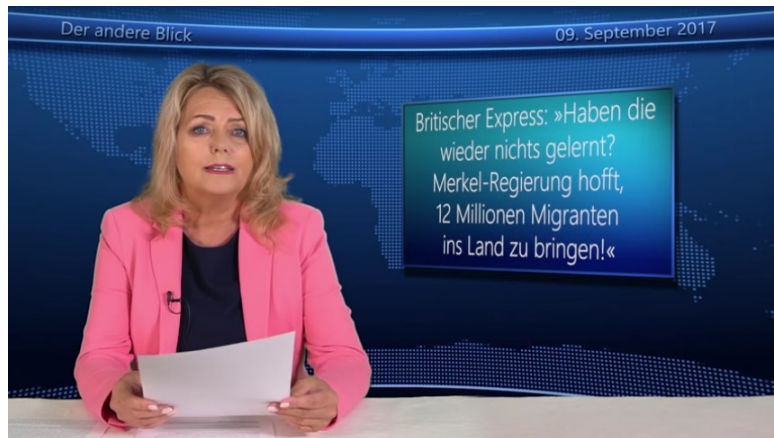 Der andere Blick
09. September 2017
Britischer Express: »Haben die
wieder nichts gelernt?
Merkel-Regierung hofft,
12 Millionen Migranten
ins Land zu bringen!«